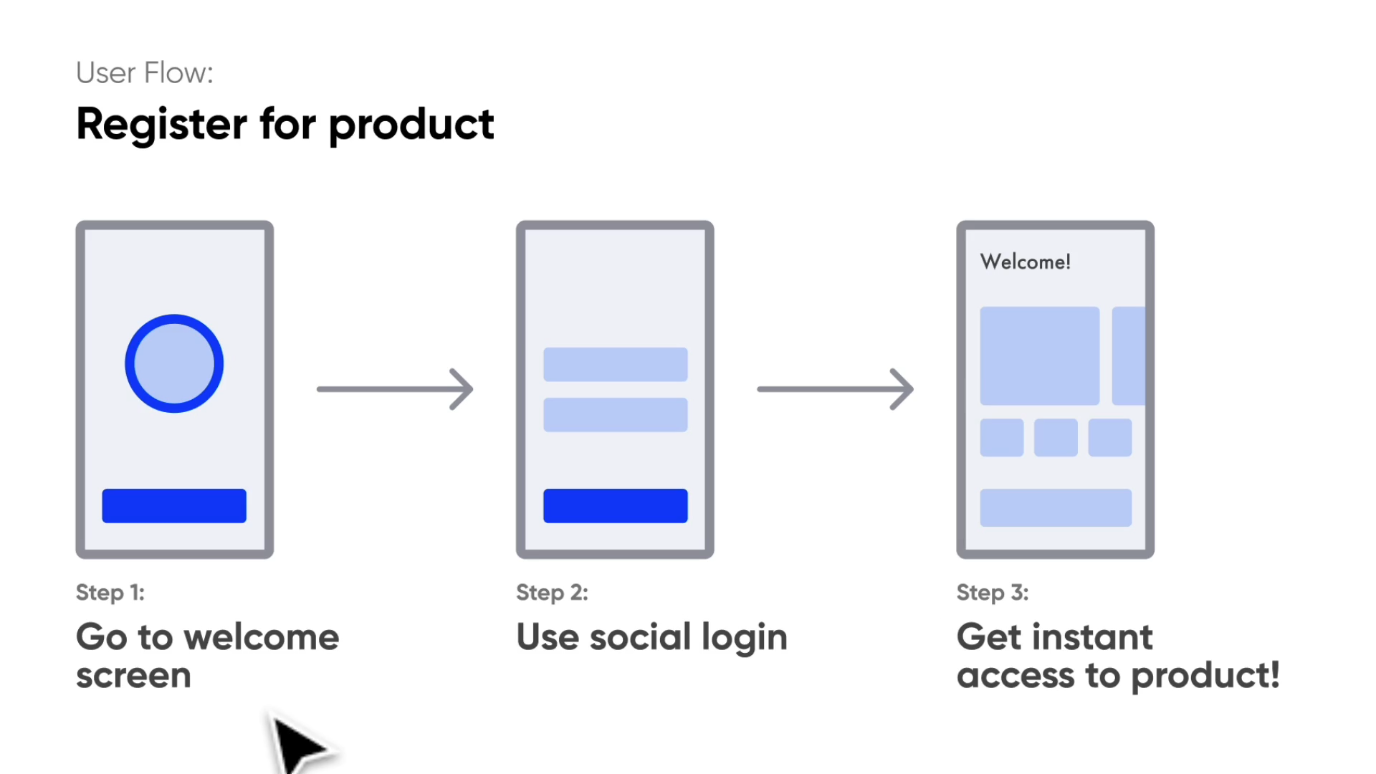 User Flow:
Register for product
Welcome!
Step 1:
Go to welcome
screen
Step 2:
Use social login
Step 3:
Get instant
access to product!